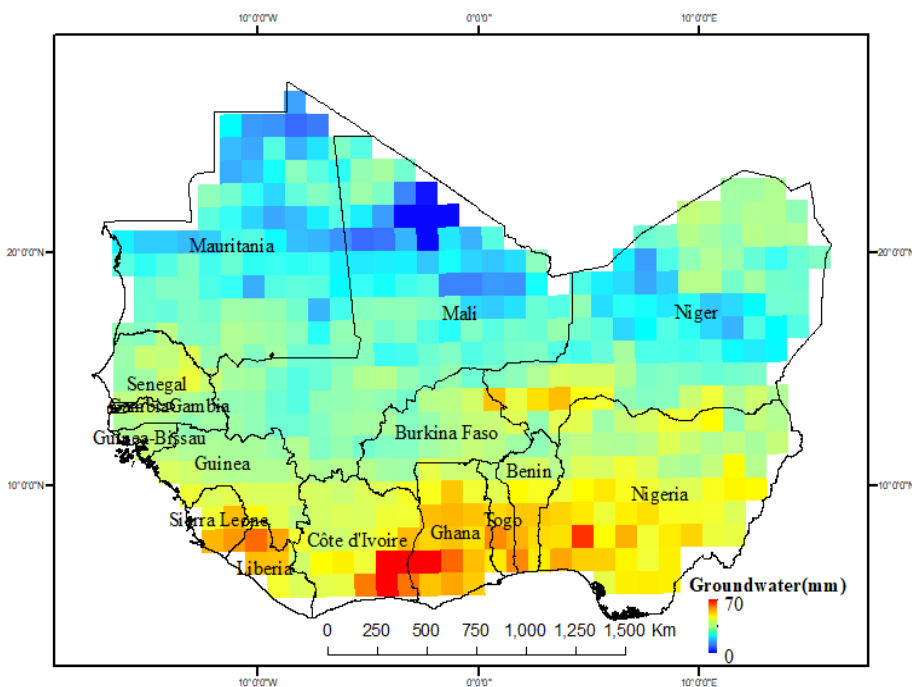 10°0'0"W 0°0'0" 10°0'0"E
20°0'0"N 20°0'0"N
Mauritania
Mali
Niger
Senegal
GambiaGambia
Guinea-Bissau
Burkina Faso
Guinea
Benin
10°0'0"N 10°0'0"N
Nigeria
Sierra Leone
Togo
Ghana
Côte d'Ivoire
Liberia
Groundwater(mm)
70
0
0 250 500 750 1,000 1,250 1,500 Km
10°0'0"W 0°0'0" 10°0'0"E